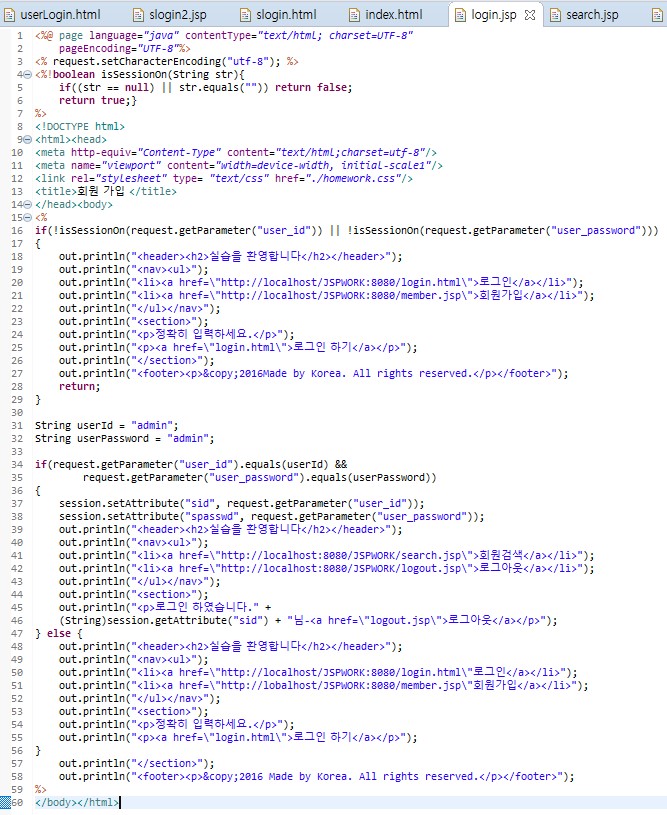 userLogin.html slogin2.jsp slogin.html index.html login.jsp search.jsp
1 <%@ page language="java" contentType="text/html; charset=UTF-8"
2 pageEncoding="UTF-8"%>
3 <% request.setCharacterEncoding("utf-8"); %>
4 <%!boolean isSessionOn(String str){
5 if((str == null) || str.equals("")) return false;
6 return true;}
7 %>
8 <!DOCTYPE html>
9 <html><head>
10 <meta http-equiv="Content-Type" content="text/html;charset=utf-8"/>
11 <meta name="viewport" content="width=device-width, initial-scale1"/>
12 <link rel="stylesheet" type= "text/css" href="./homework.css"/>
13 <title>회원 가입 </title>
14 </head><body>
15 <%
16 if(!isSessionOn(request.getParameter("user_id")) || !isSessionOn(request.getParameter("user_password")))
17 {
18 out.println("<header><h2>실습을 환영합니다</h2></header>");
19 out.println("<nav><ul>");
20 out.println("<li><a href=\"http://localhost/JSPWORK:8080/login.html\">로그인</a></li>");
21 out.println("<li><a href=\"http://localhost/JSPWORK:8080/member.jsp\">회원가입</a></li>");
22 out.println("</ul></nav>");
23 out.println("<section>");
24 out.println("<p>정확히 입력하세요.</p>");
25 out.println("<p><a href=\"login.html\">로그인 하기</a></p>");
26 out.println("</section>");
27 out.println("<footer><p>&copy;2016Made by Korea. All rights reserved.</p></footer>");
28 return;
29 }
30
31 String userId = "admin";
32 String userPassword = "admin";
33
34 if(request.getParameter("user_id").equals(userId) &&
35 request.getParameter("user_password").equals(userPassword))
36 {
37 session.setAttribute("sid", request.getParameter("user_id"));
38 session.setAttribute("spasswd", request.getParameter("user_password"));
39 out.println("<header><h2>실습을 환영합니다</h2></header>");
40 out.println("<nav><ul>");
41 out.println("<li><a href=\"http://localhost:8080/JSPWORK/search.jsp\">회원검색</a></li>");
42 out.println("<li><a href=\"http://localhost:8080/JSPWORK/logout.jsp\">로그아웃</a></li>");
43 out.println("</ul></nav>");
44 out.println("<section>");
45 out.println("<p>로그인 하였습니다." +
46 (String)session.getAttribute("sid") + "님-<a href=\"logout.jsp\">로그아웃</a></p>");
47 } else {
48 out.println("<header><h2>실습을 환영합니다</h2></header>");
49 out.println("<nav><ul>");
50 out.println("<li><a href=\"http://localhost/JSPWORK:8080/login.html\"로그인</a></li>");
51 out.println("<li><a href=\"http://lobalhost/JSPWORK:8080/member.jsp\"회원가입</a></li>");
52 out.println("</ul></nav>");
53 out.println("<section>");
54 out.println("<p>정확히 입력하세요.</p>");
55 out.println("<p><a href=\"login.html\">로그인 하기</a></p>");
56 }
57 out.println("</section>");
58 out.println("<footer><p>&copy;2016 Made by Korea. All rights reserved.</p></footer>");
59 %>
60 </body></html>